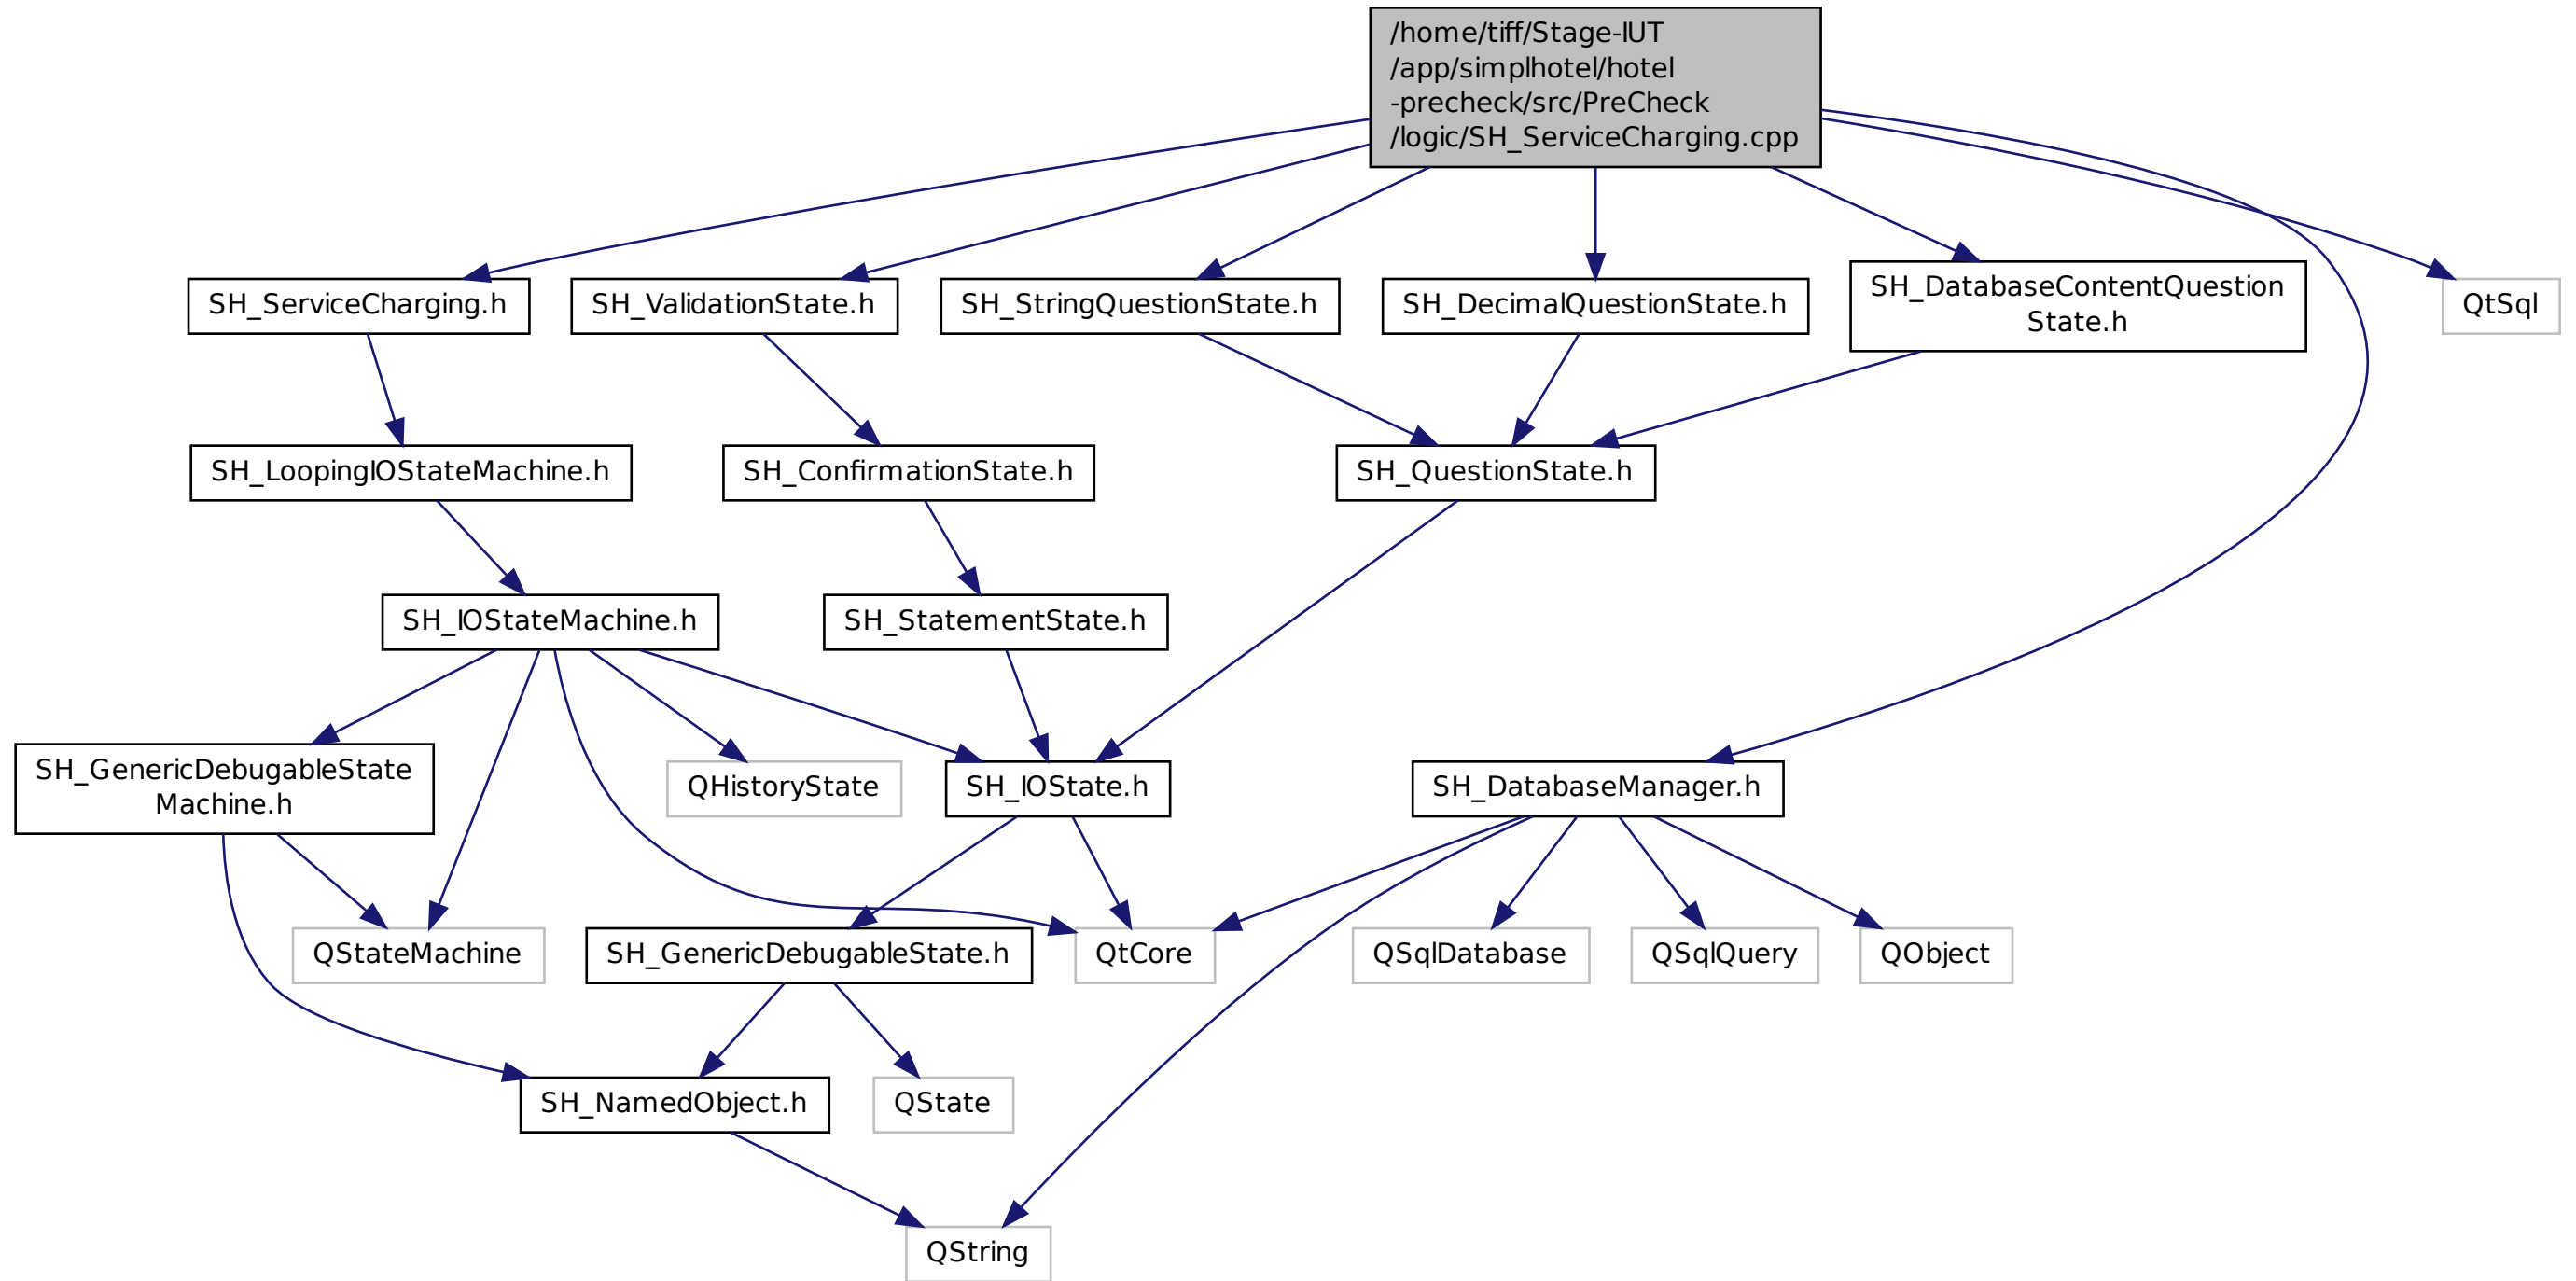 /home/tiff/Stage-IUT
/app/simplhotel/hotel
-precheck/src/PreCheck
/logic/SH_ServiceCharging.cpp
SH_ServiceCharging.h
SH_ValidationState.h
SH_StringQuestionState.h
SH_DecimalQuestionState.h
SH_DatabaseContentQuestion
State.h
QtSql
SH_LoopingIOStateMachine.h
SH_ConfirmationState.h
SH_QuestionState.h
SH_IOStateMachine.h
SH_StatementState.h
SH_GenericDebugableState
Machine.h
QHistoryState
SH_IOState.h
SH_DatabaseManager.h
QStateMachine
SH_GenericDebugableState.h
QtCore
QSqlDatabase
QSqlQuery
QObject
SH_NamedObject.h
QState
QString